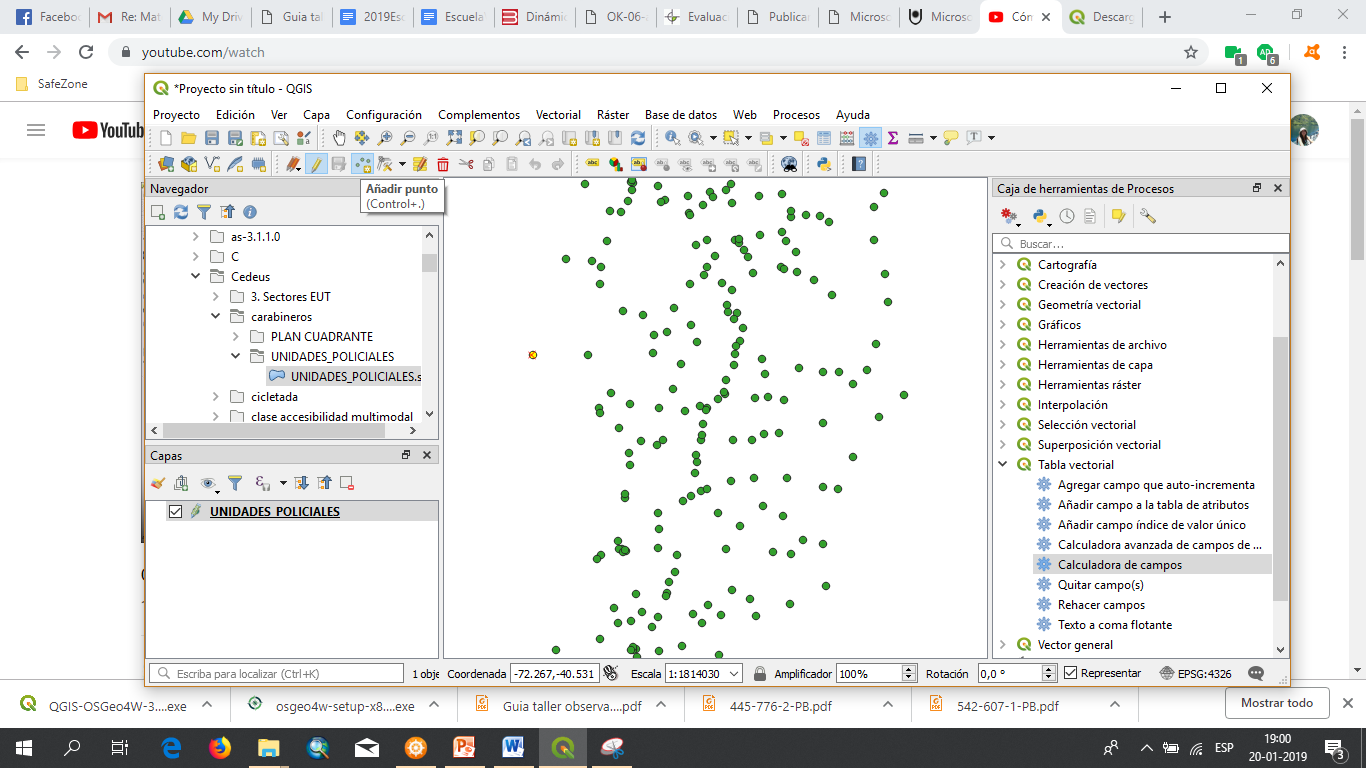 Facebo
Re: Mat
My Driv
Guia tal
2019Esc
Escuela
Dinámi
OK-06-
Evaluac
Publicar
Microso
Microso
Cón
Descarg
youtube.com/watch
1
6
SafeZone
YouTub
*Proyecto sin título - QGIS
Proyecto Edición Ver Capa Configuración Complementos Vectorial Ráster Base de datos Web Procesos Ayuda
Añadir punto
(Control+.)
Navegador
as-3.1.1.0
C
Cedeus
3. Sectores EUT
carabineros
PLAN CUADRANTE
UNIDADES_POLICIALES
UNIDADES_POLICIALES.s
cicletada
clase accesibilidad multimodal
Capas
UNIDADES_POLICIALES
Caja de herramientas de Procesos
Buscar...
Cartografía
Creación de vectores
Geometría vectorial
Gráficos
Herramientas de archivo
Herramientas de capa
Herramientas ráster
Interpolación
Selección vectorial
Superposición vectorial
Tabla vectorial
Agregar campo que auto-incrementa
Añadir campo a la tabla de atributos
Añadir campo índice de valor único
Calculadora avanzada de campos de ...
Calculadora de campos
Quitar campo(s)
Rehacer campos
Texto a coma flotante
Vector general
Escriba para localizar (Ctrl+K)
1 obje
Coordenada -72.267,-40.531
Escala 1:1814030
Amplificador 100%
Rotación 0,0 °
Representar
EPSG:4326
QGIS-OSGeo4W-3....exe
osgeo4w-setup-x8....exe
Guia taller observa....pdf
445-776-2-PB.pdf
542-607-1-PB.pdf
Mostrar todo
ESP
19:00
20-01-2019
3